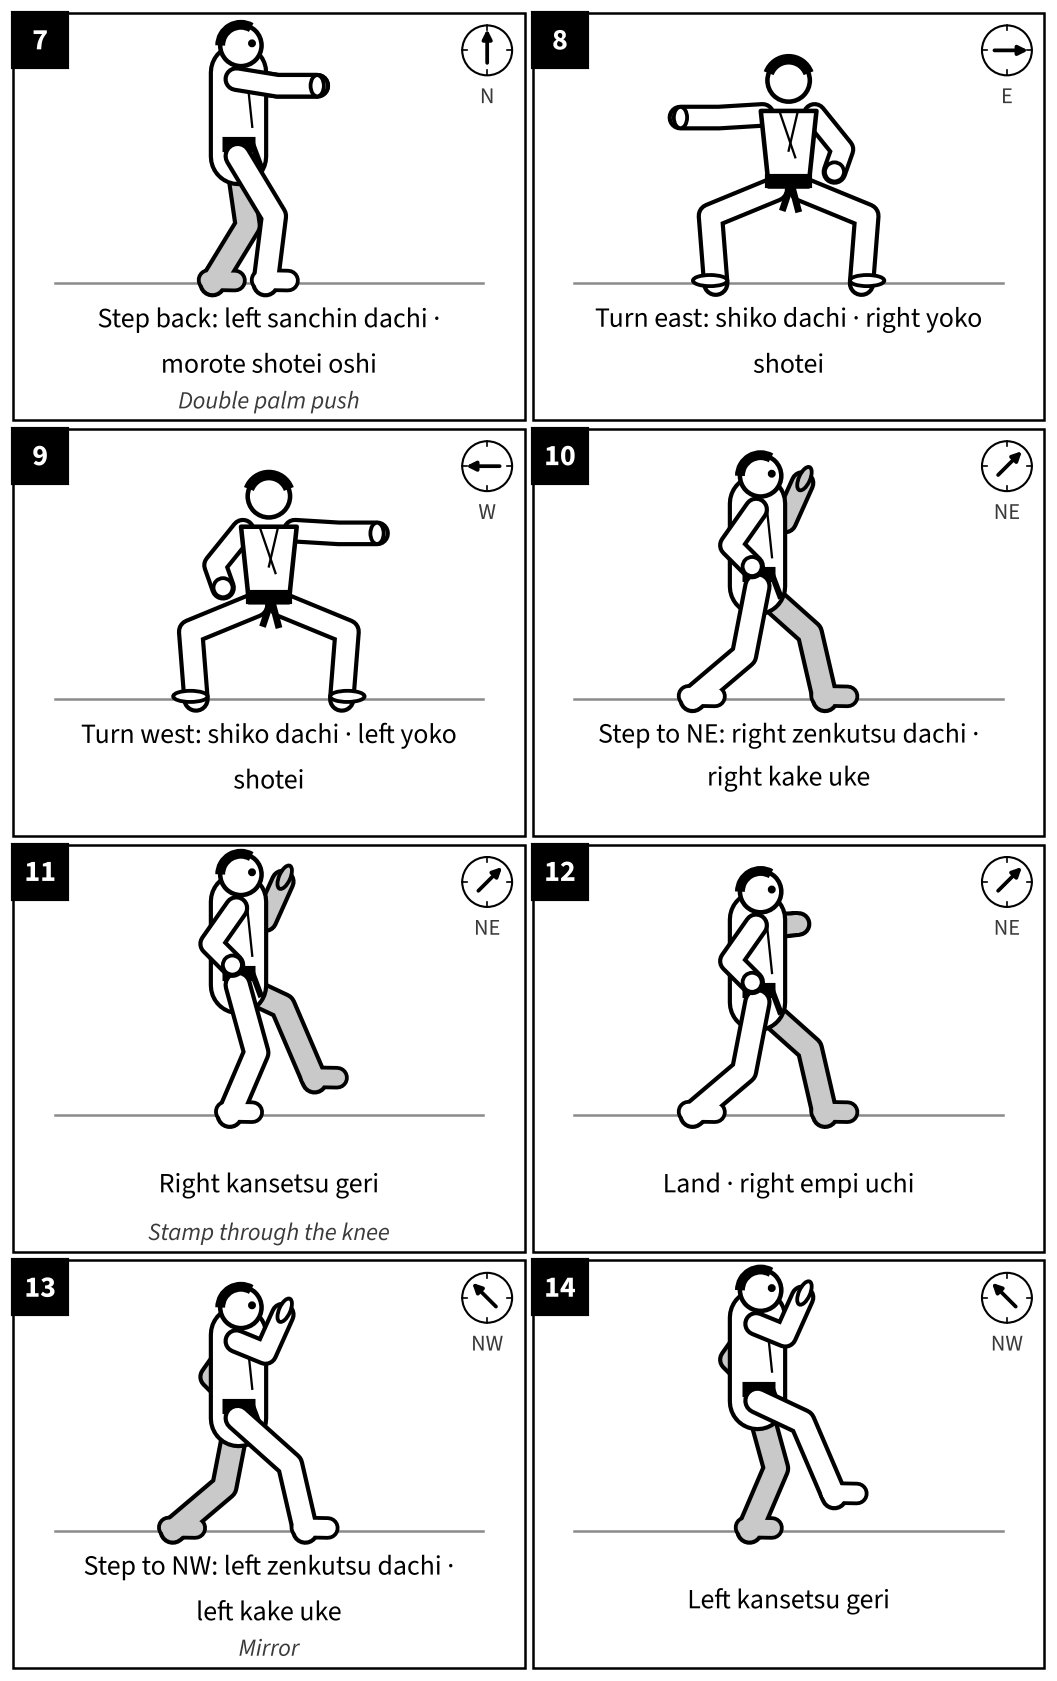 7
N
Step back: left sanchin dachi ·
morote shotei oshi
Double palm push
8
E
Turn east: shiko dachi · right yoko
shotei
9
W
Turn west: shiko dachi · left yoko
shotei
10
NE
Step to NE: right zenkutsu dachi ·
right kake uke
11
NE
Right kansetsu geri
Stamp through the knee
12
NE
Land · right empi uchi
13
NW
Step to NW: left zenkutsu dachi ·
left kake uke
Mirror
14
NW
Left kansetsu geri